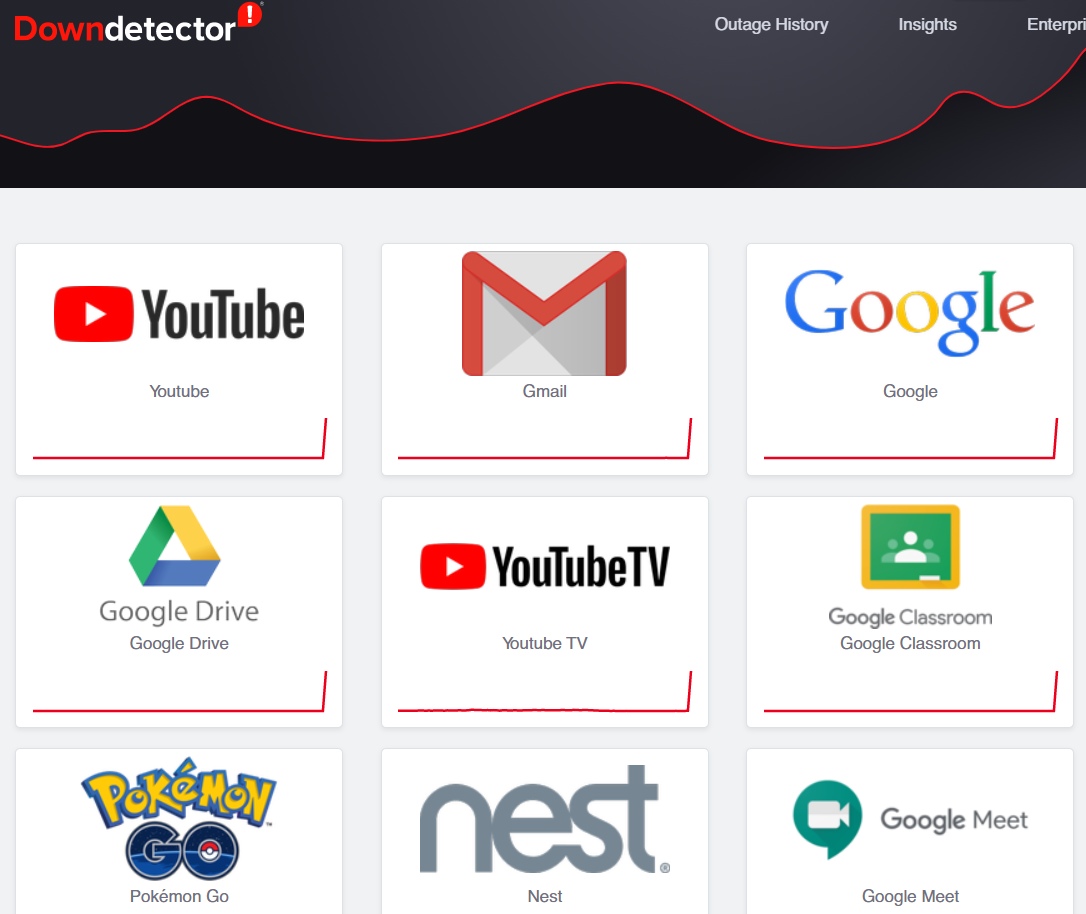 Downdetector
Outage History Insights Enterpri
YouTube Google
Youtube Gmail Google
YouTubeTV
Google Drive Google Classroom
Google Drive Youtube TV Google Classroom
POKÉMON nest Google Meet
GO
Pokémon Go Nest Google Meet